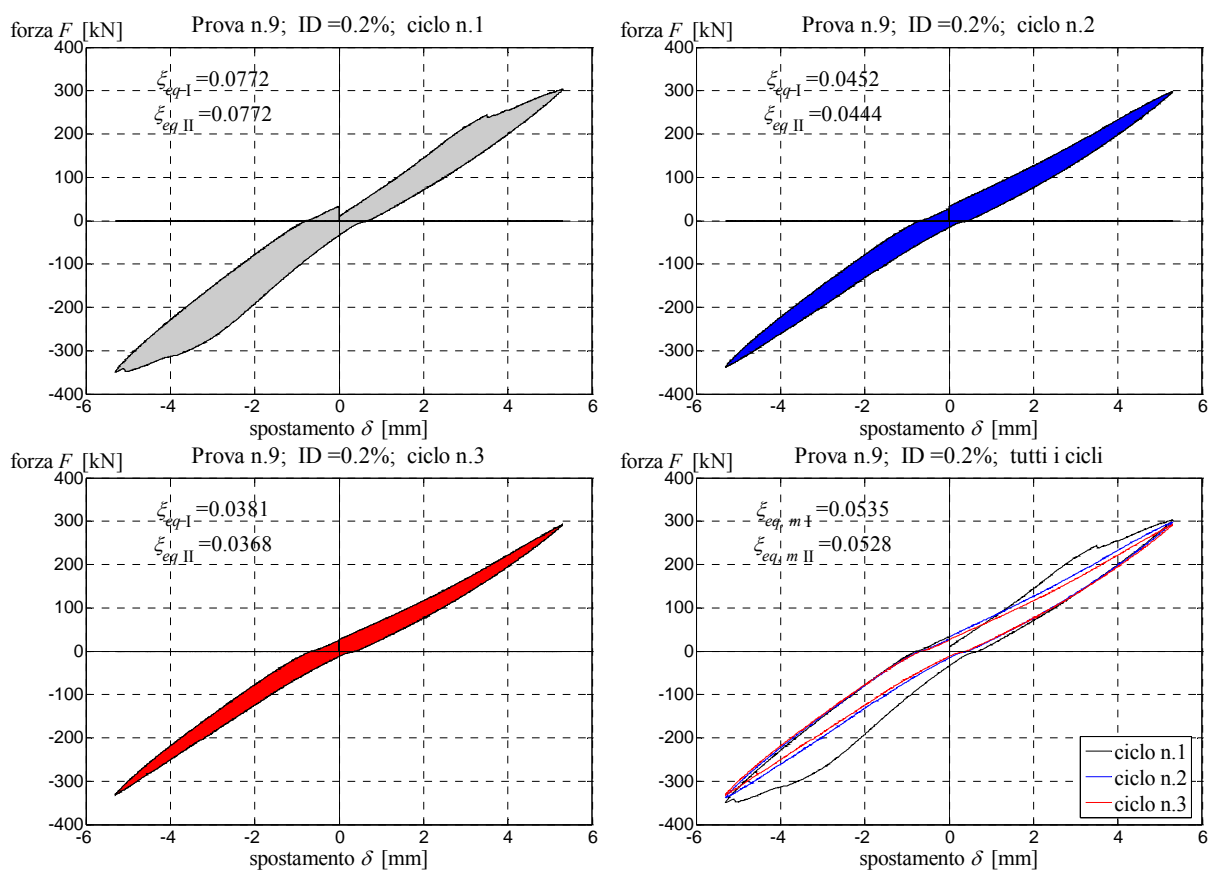 forza F [kN]
Prova n.9; ID =0.2%; ciclo n.1
ξeq I =0.0772
ξeq II =0.0772
400
300
200
100
0
-100
-200
-300
-400
-6 -4 -2 0 2 4 6
spostamento δ [mm]
forza F [kN]
Prova n.9; ID =0.2%; ciclo n.2
ξeq I =0.0452
ξeq II =0.0444
400
300
200
100
0
-100
-200
-300
-400
-6 -4 -2 0 2 4 6
spostamento δ [mm]
forza F [kN]
Prova n.9; ID =0.2%; ciclo n.3
ξeq I =0.0381
ξeq II =0.0368
400
300
200
100
0
-100
-200
-300
-400
-6 -4 -2 0 2 4 6
spostamento δ [mm]
forza F [kN]
Prova n.9; ID =0.2%; tutti i cicli
ξeq, m I =0.0535
ξeq, m II =0.0528
400
300
200
100
0
-100
-200
-300
-400
ciclo n.1
ciclo n.2
ciclo n.3
-6 -4 -2 0 2 4 6
spostamento δ [mm]